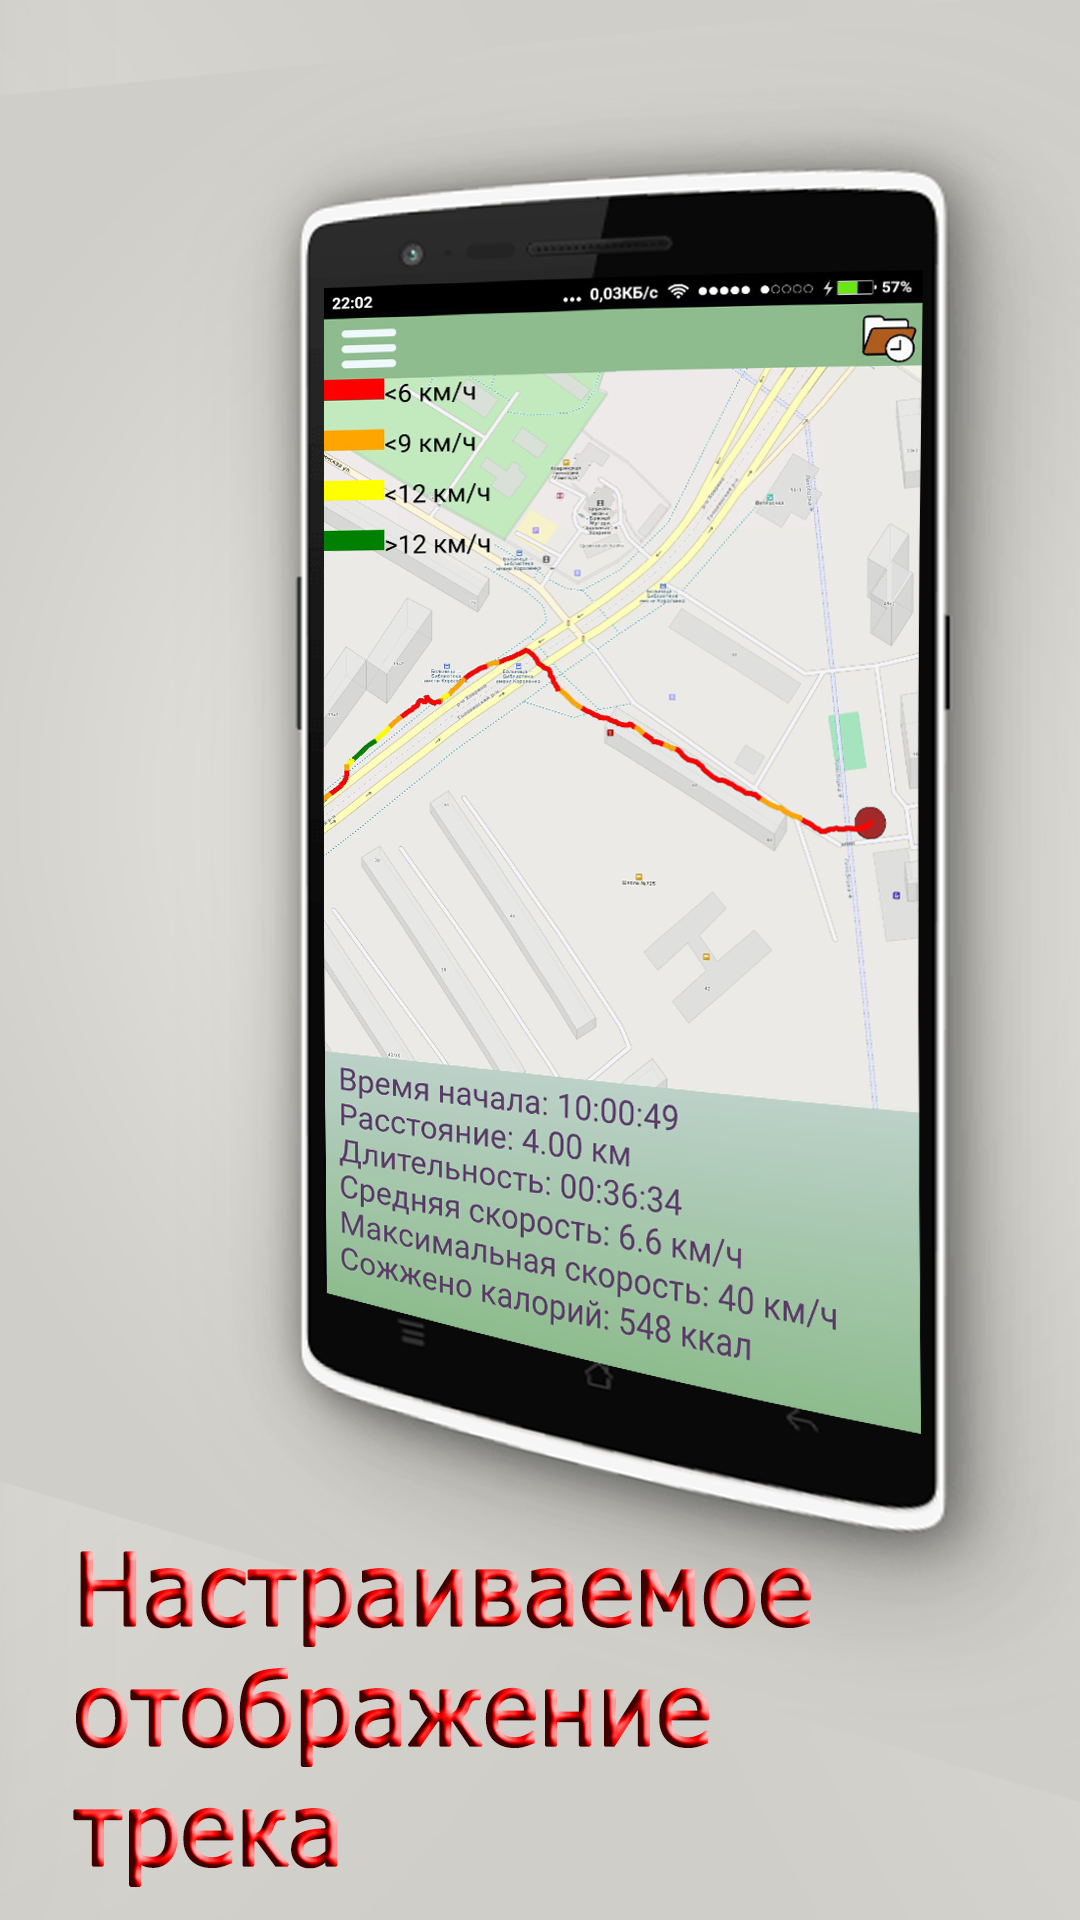 22:02 ... 0,03КБ/с 57%
<6 км/ч
<9 км/ч
<12 км/ч
>12 км/ч
Время начала: 10:00:49
Расстояние: 4.00 км
Длительность: 00:36:34
Средняя скорость: 6.6 км/ч
Максимальная скорость: 40 км/ч
Сожжено калорий: 548 ккал
Настраиваемое
отображение
трека